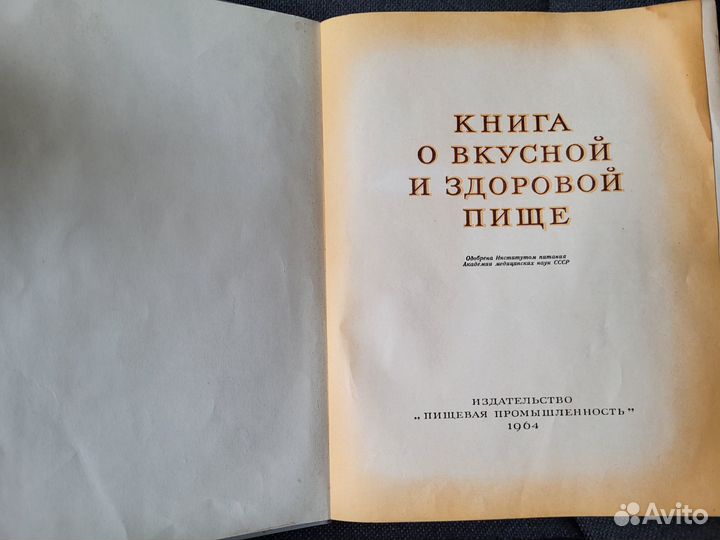 КНИГА
О ВКУСНОЙ
И ЗДОРОВОЙ
ПИЩЕ
Одобрена Институтом питания
Академии медицинских наук СССР
ИЗДАТЕЛЬСТВО
„ПИЩЕВАЯ ПРОМЫШЛЕННОСТЬ"
1964
Avito